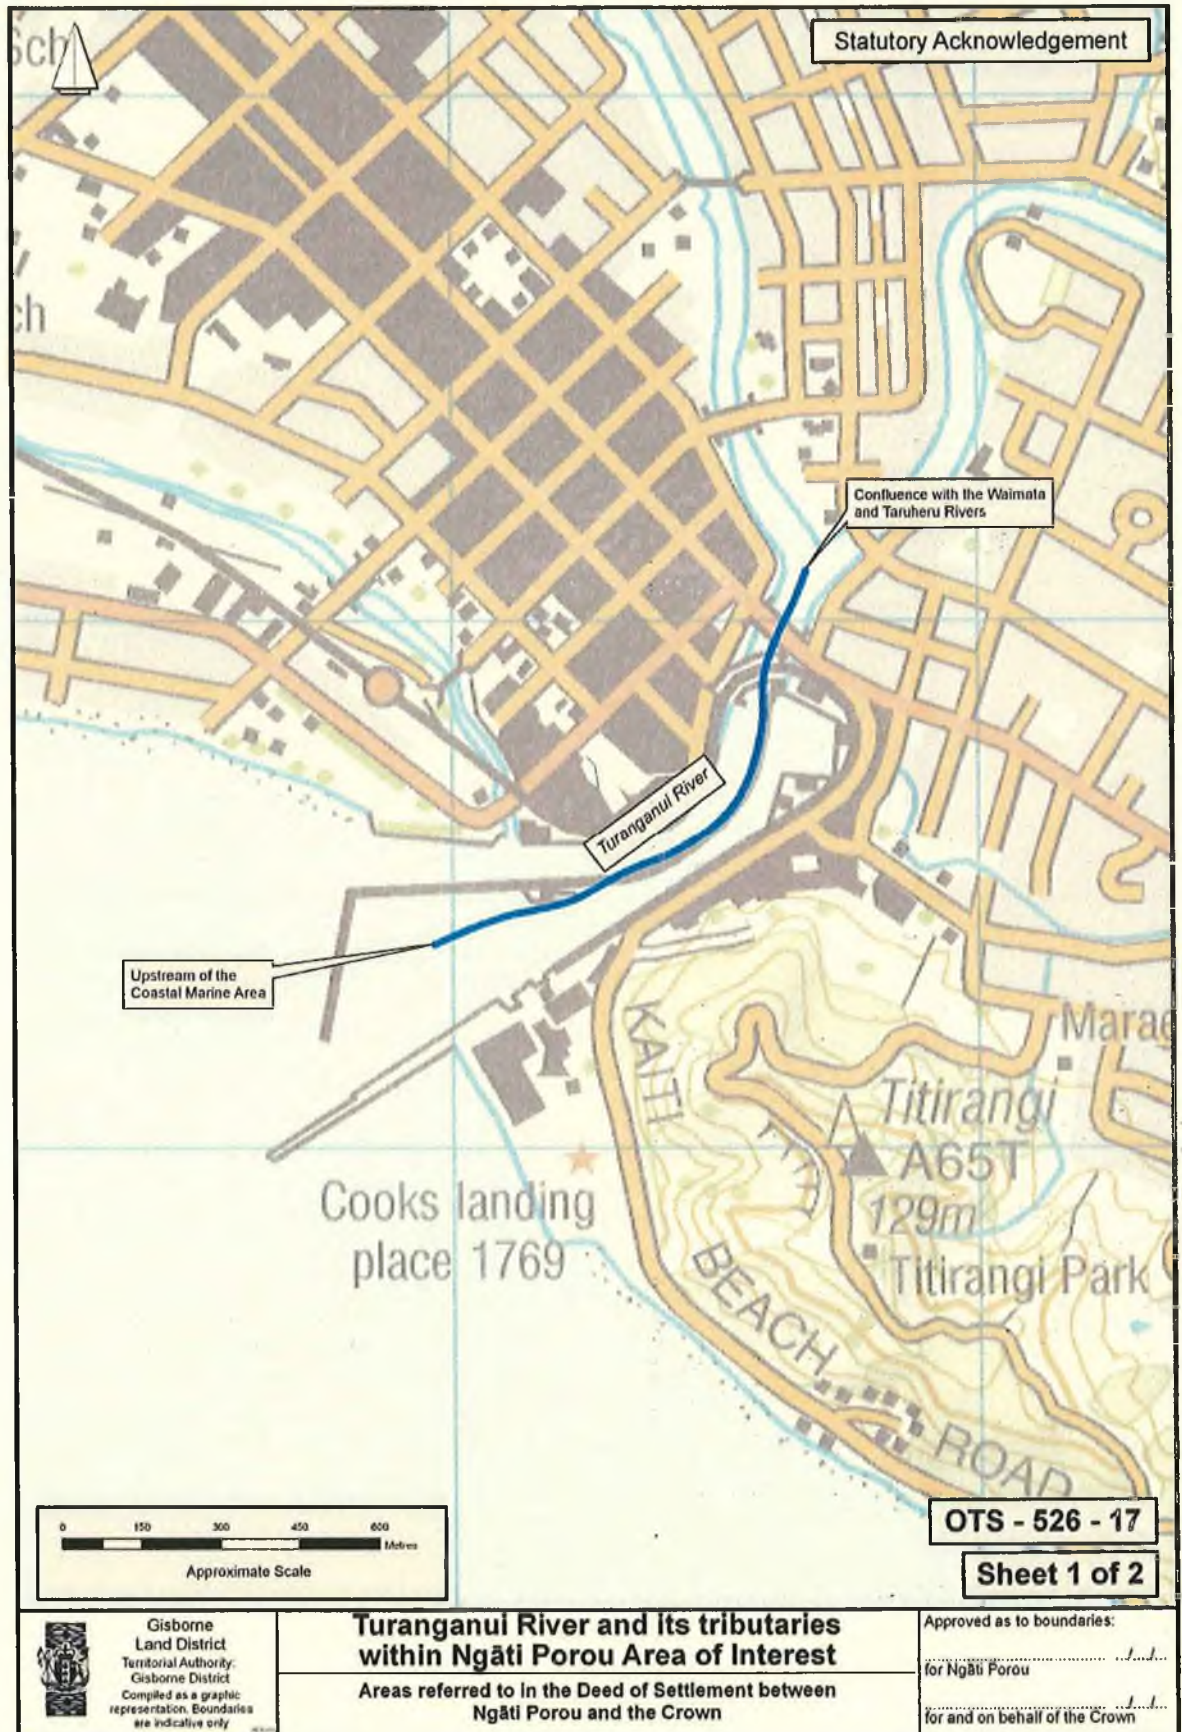 Sch
Statutory Acknowledgement
ch
Confluence with the Waimata
and Taruheru Rivers
Turanganui River
Upstream of the
Coastal Marine Area
KAITI
Marae
Titirangi
A65T
129m
Cooks landing
place 1769
Titirangi Park
BEACH
ROAD
0 150 300 450 600
Metres
Approximate Scale
OTS - 526 - 17
Sheet 1 of 2
Gisborne
Land District
Territorial Authority:
Gisborne District
Compiled as a graphic
representation. Boundaries
are indicative only
Turanganui River and its tributaries
within Ngāti Porou Area of Interest
Areas referred to in the Deed of Settlement between
Ngāti Porou and the Crown
Approved as to boundaries:
/ /
for Ngāti Porou
/ /
for and on behalf of the Crown